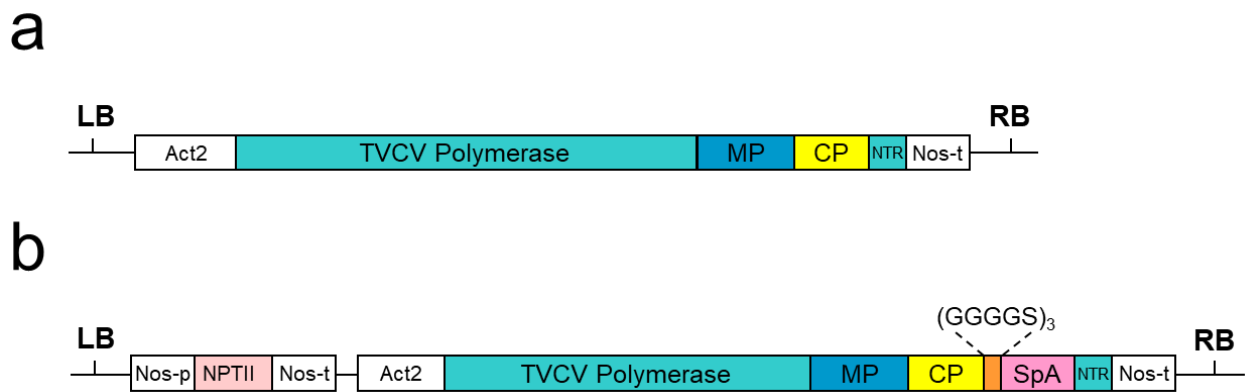 a
LB RB
Act2 TVCV Polymerase MP CP NTR Nos-t
b
(GGGGS)₃
LB RB
Nos-p NPTII Nos-t Act2 TVCV Polymerase MP CP SpA NTR Nos-t